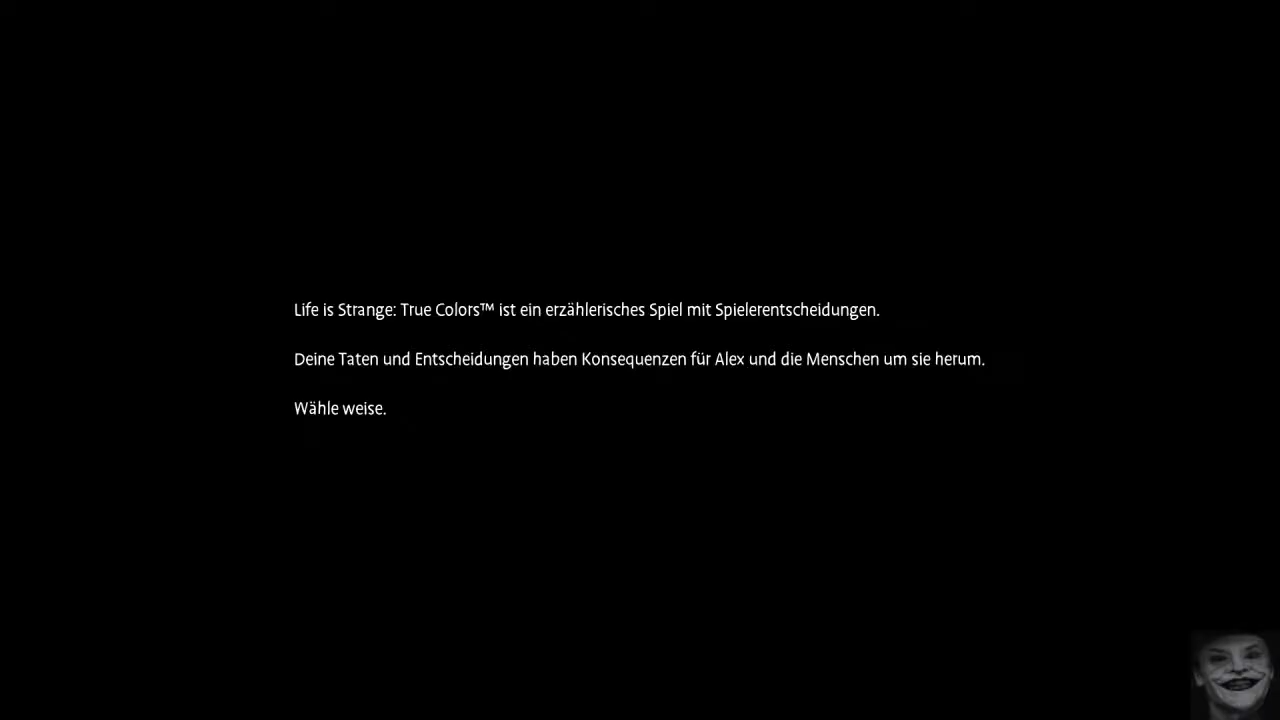 Life is Strange: True Colors™ ist ein erzählerisches Spiel mit Spielerentscheidungen.
Deine Taten und Entscheidungen haben Konsequenzen für Alex und die Menschen um sie herum.
Wähle weise.